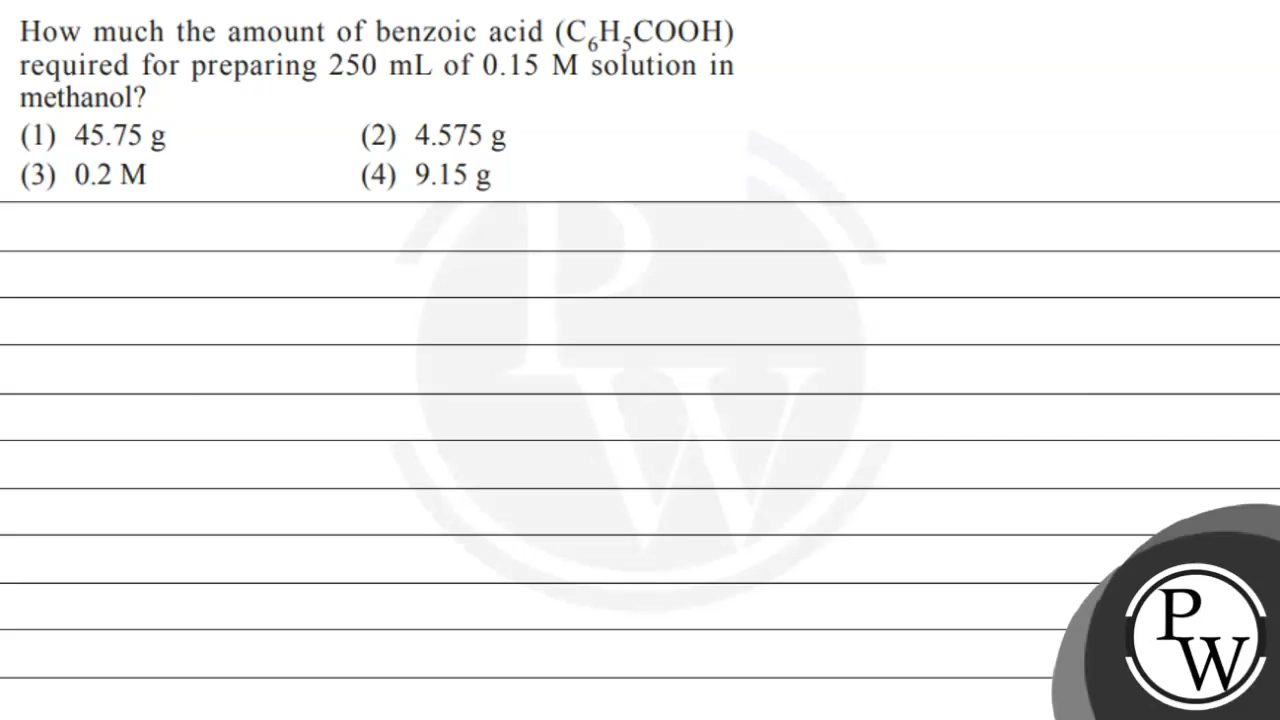 How much the amount of benzoic acid (C₆H₅COOH)
required for preparing 250 mL of 0.15 M solution in
methanol?
(1) 45.75 g (2) 4.575 g
(3) 0.2 M (4) 9.15 g
P
W
P
W